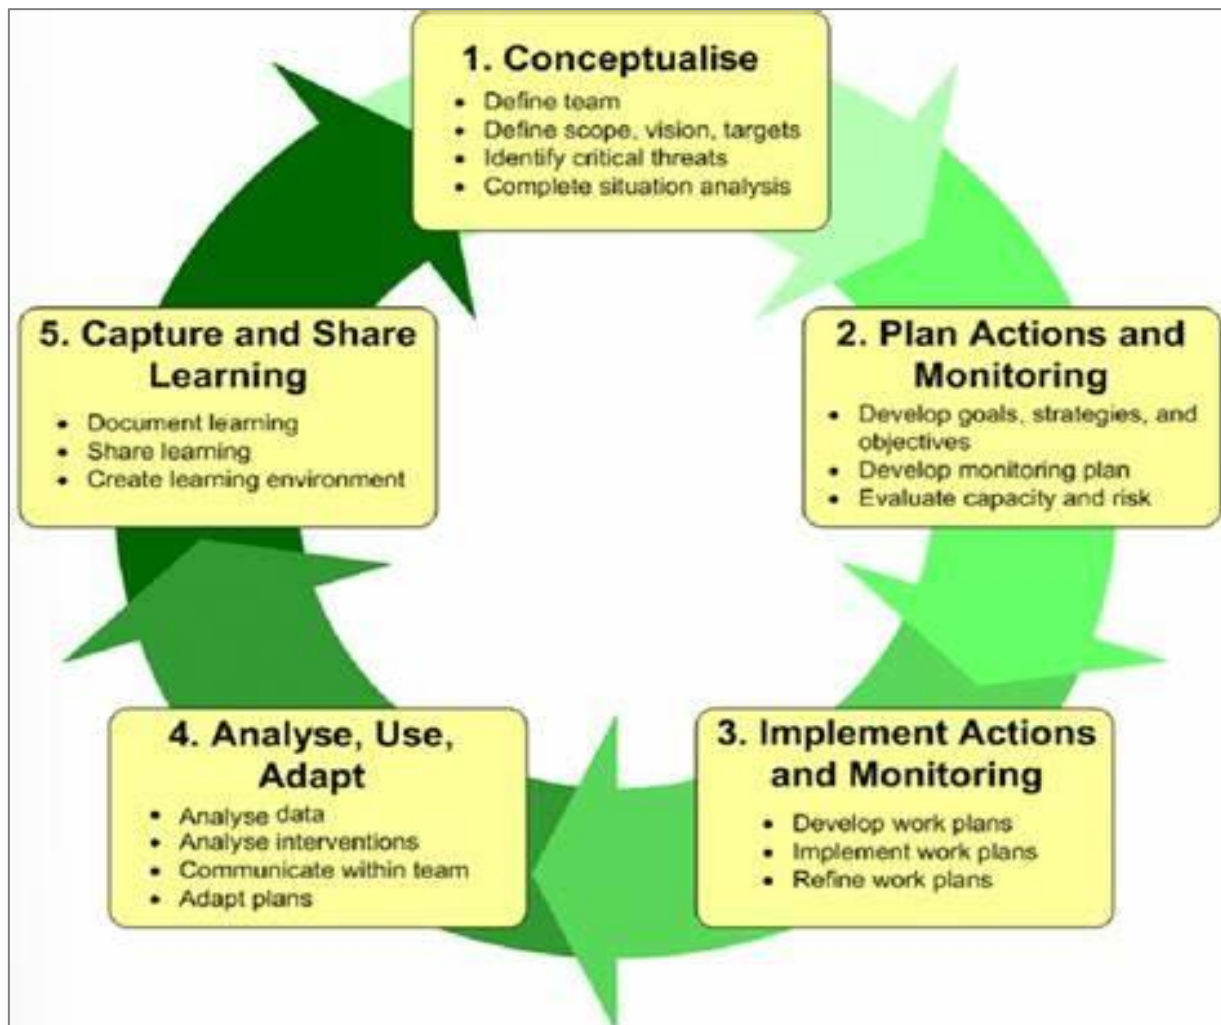 1. Conceptualise
• Define team
• Define scope, vision, targets
• Identify critical threats
• Complete situation analysis
2. Plan Actions and
Monitoring
• Develop goals, strategies, and
objectives
• Develop monitoring plan
• Evaluate capacity and risk
3. Implement Actions
and Monitoring
• Develop work plans
• Implement work plans
• Refine work plans
4. Analyse, Use,
Adapt
• Analyse data
• Analyse interventions
• Communicate within team
• Adapt plans
5. Capture and Share
Learning
• Document learning
• Share learning
• Create learning environment